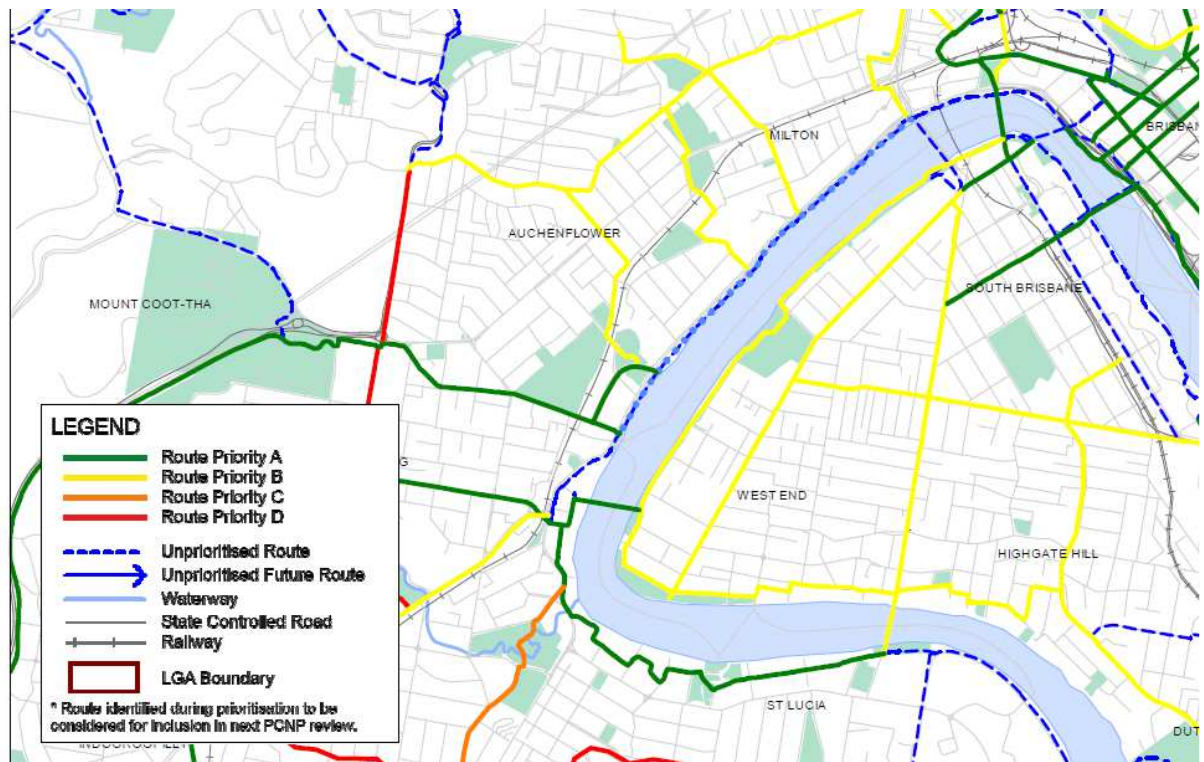 MILTON
BRISBAN
AUCHENFLOWER
MOUNT COOT-THA
SOUTH BRISBANE
LEGEND
Route Priority A
Route Priority B
Route Priority C
Route Priority D
G
WEST END
HIGHGATE HILL
Unprioritised Route
Unprioritised Future Route
Waterway
State Controlled Road
Railway
LGA Boundary
* Route identified during prioritisation to be
considered for inclusion in next PCNP review.
ST LUCIA
DUT